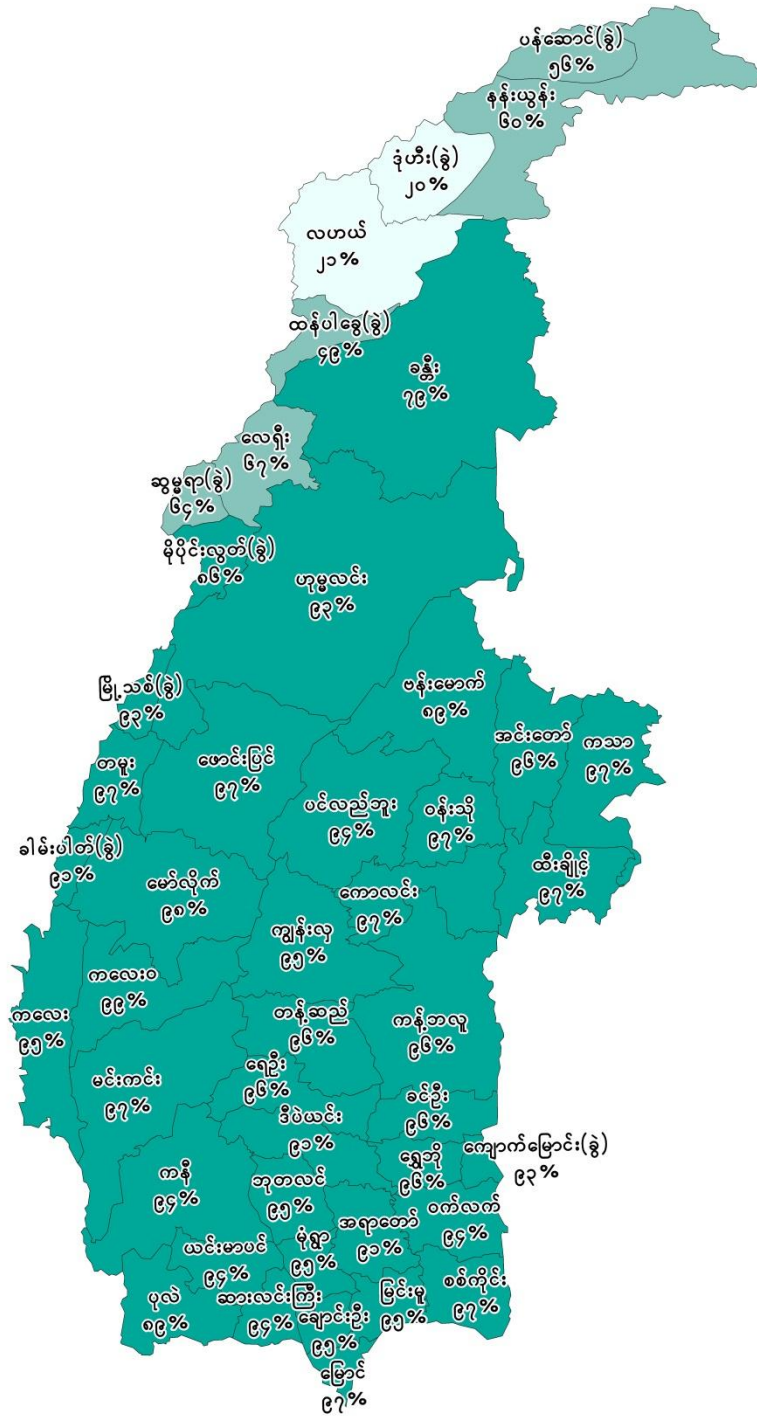 ပန်ဆောင်(ခွဲ)
၅၆%
နန်းယွန်း
၆၀%
ဒုံဟီး(ခွဲ)
၂၀%
လဟယ်
၂၁%
ထန်ပါခွေ(ခွဲ)
၄၉%
ခန္တီး
၇၉%
လေရှီး
၆၇%
ဆွမ္မရာ(ခွဲ)
၆၄%
မိုပိုင်းလွတ်(ခွဲ)
၈၆%
ဟုမ္မလင်း
၉၃%
မြို့သစ်(ခွဲ)
၉၃%
ဗန်းမောက်
၈၉%
အင်းတော်
၉၆%
ကသာ
၉၇%
တမူး
၉၇%
ဖောင်းပြင်
၉၇%
ပင်လည်ဘူး
၉၄%
ဝန်းသို
၉၇%
ခါမ်းပါတ်(ခွဲ)
၉၁%
မော်လိုက်
၉၈%
ကောလင်း
၉၇%
ထီးချိုင့်
၉၇%
ကျွန်းလှ
၉၅%
ကလေးဝ
၉၉%
ကလေး
၉၅%
တန့်ဆည်
၉၆%
ကန့်ဘလူ
၉၆%
မင်းကင်း
၉၇%
ရေဦး
၉၆%
ဒီပဲယင်း
၉၁%
ခင်ဦး
၉၆%
ကျောက်မြောင်း(ခွဲ)
၉၃%
ကနီ
၉၄%
ဘုတလင်
၉၅%
ရွှေဘို
၉၆%
ဝက်လက်
၉၄%
အရာတော်
၉၁%
ယင်းမာပင်
၉၄%
မုံရွာ
၉၅%
စစ်ကိုင်း
၉၇%
ပုလဲ
၈၉%
ဆားလင်းကြီး
၉၄%
ချောင်းဦး
၉၅%
မြင်းမူ
၉၅%
မြောင်
၉၇%